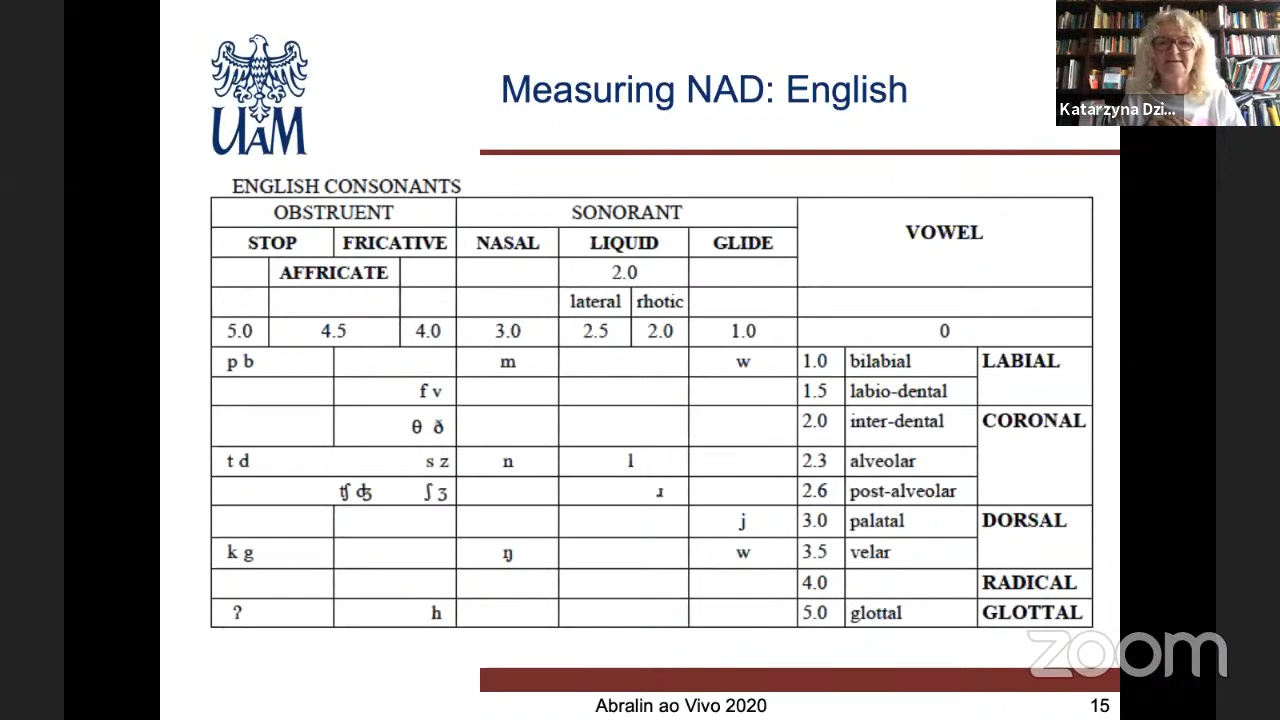 UAM
Measuring NAD: English
Katarzyna Dzi...
ENGLISH CONSONANTS
OBSTRUENT SONORANT VOWEL
STOP FRICATIVE NASAL LIQUID GLIDE
AFFRICATE 2.0
lateral rhotic
5.0 4.5 4.0 3.0 2.5 2.0 1.0 0
p b m w 1.0 bilabial LABIAL
f v 1.5 labio-dental
θ ð 2.0 inter-dental CORONAL
t d s z n l 2.3 alveolar
ʧ ʤ ʃ ʒ ɹ 2.6 post-alveolar
j 3.0 palatal DORSAL
k g ŋ w 3.5 velar
4.0 RADICAL
ʔ h 5.0 glottal GLOTTAL
zoom
Abralin ao Vivo 2020 15